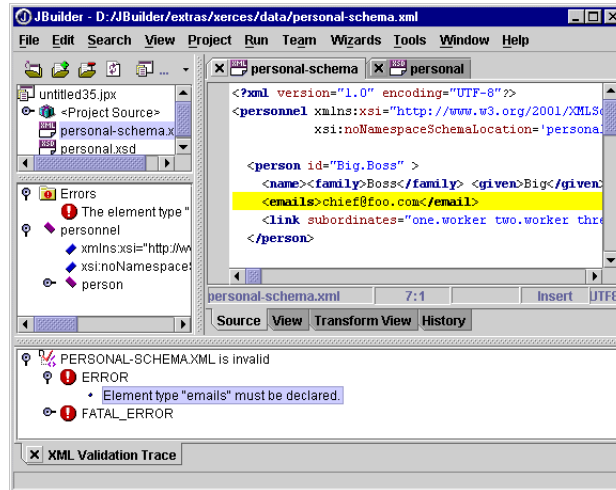 JBuilder - D:/JBuilder/extras/xerces/data/personal-schema.xml
File Edit Search View Project Run Team Wizards Tools Window Help
untitled35.jpx
<Project Source>
personal-schema.x
personal.xsd
Errors
The element type "
personnel
xmlns:xsi="http://w
xsi:noNamespaceS
person
personal-schema personal
<?xml version="1.0" encoding="UTF-8"?>
<personnel xmlns:xsi="http://www.w3.org/2001/XMLSc
xsi:noNamespaceSchemaLocation='personal
<person id="Big.Boss" >
<name><family>Boss</family> <given>Big</given>
<emails>chief@foo.com</email>
<link subordinates="one.worker two.worker thre
</person>
personal-schema.xml 7:1 Insert UTF8
Source View Transform View History
PERSONAL-SCHEMA.XML is invalid
ERROR
Element type "emails" must be declared.
FATAL_ERROR
XML Validation Trace